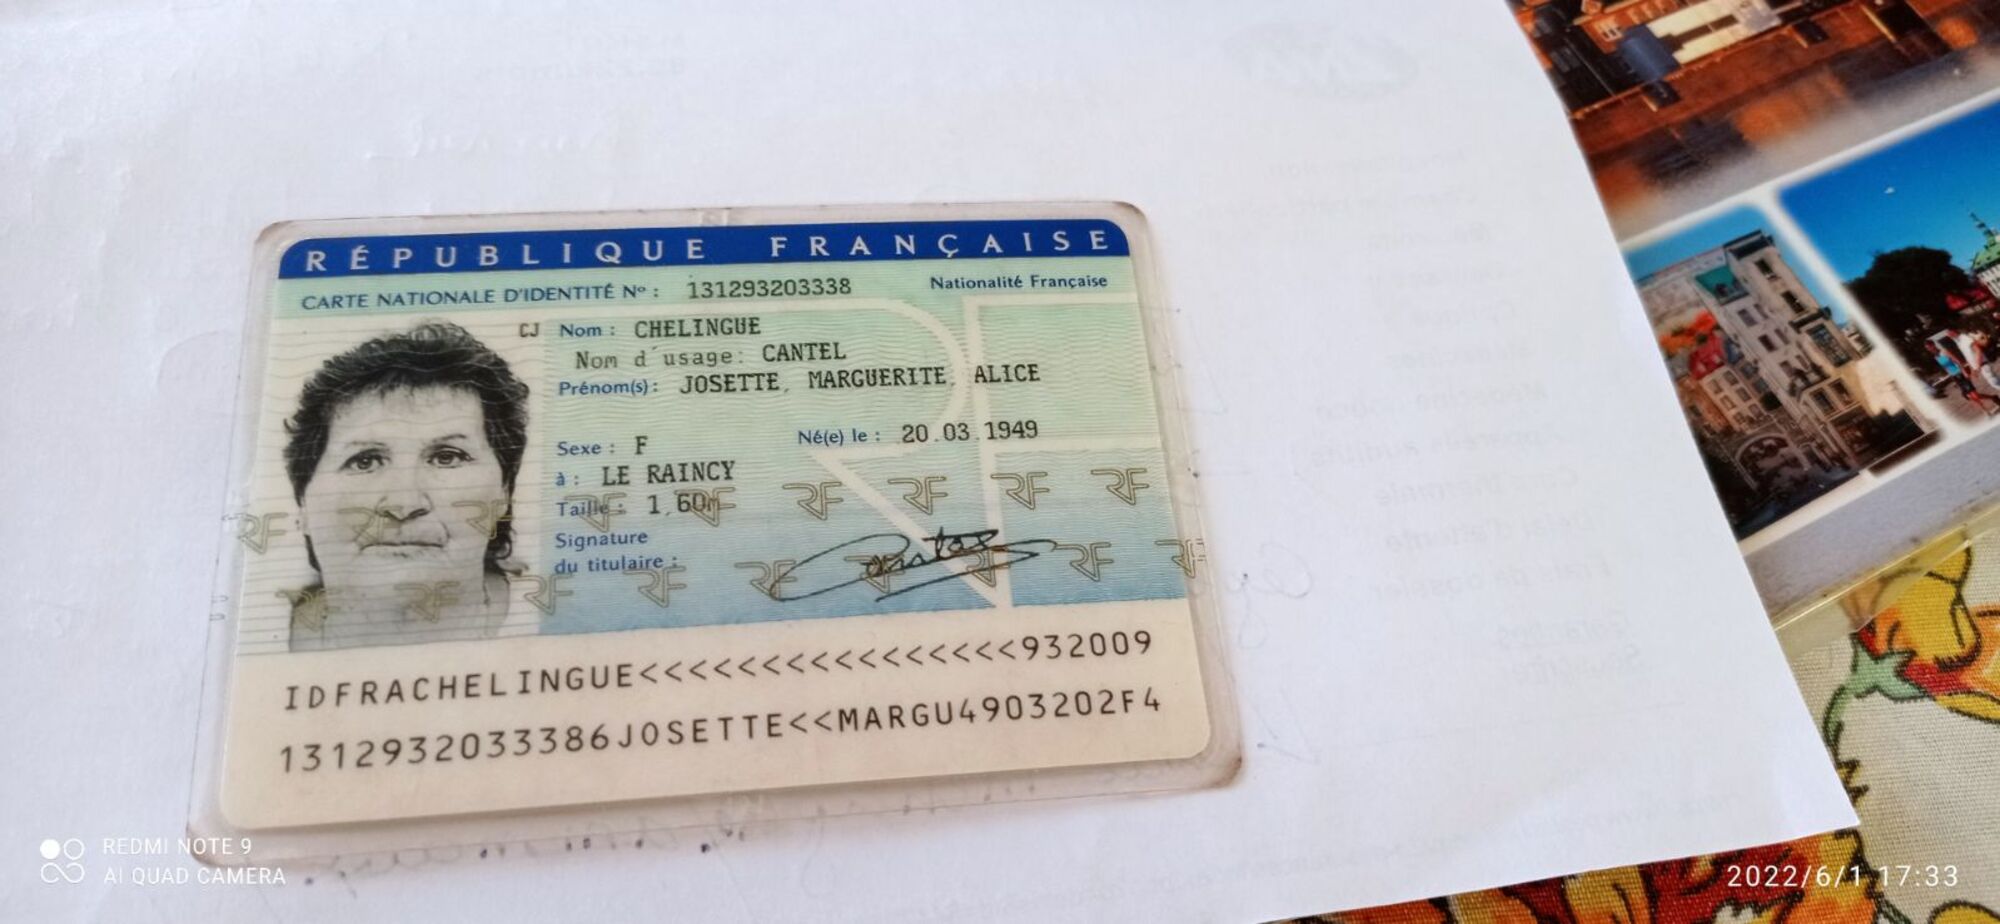 RÉPUBLIQUE FRANÇAISE
CARTE NATIONALE D'IDENTITÉ Nº : 131293203338 Nationalité Française
CJ Nom : CHELINGUE
Nom d'usage: CANTEL
Prénom(s): JOSETTE, MARGUERITE, ALICE
Sexe : F Né(e) le : 20.03.1949
à : LE RAINCY
Taille : 1,60m
Signature
du titulaire :
IDFRACHELINGUE<<<<<<<<<<<<<<<<932009
1312932033386JOSETTE<<MARGU4903202F4
REDMI NOTE 9
AI QUAD CAMERA
2022/6/1 17:33